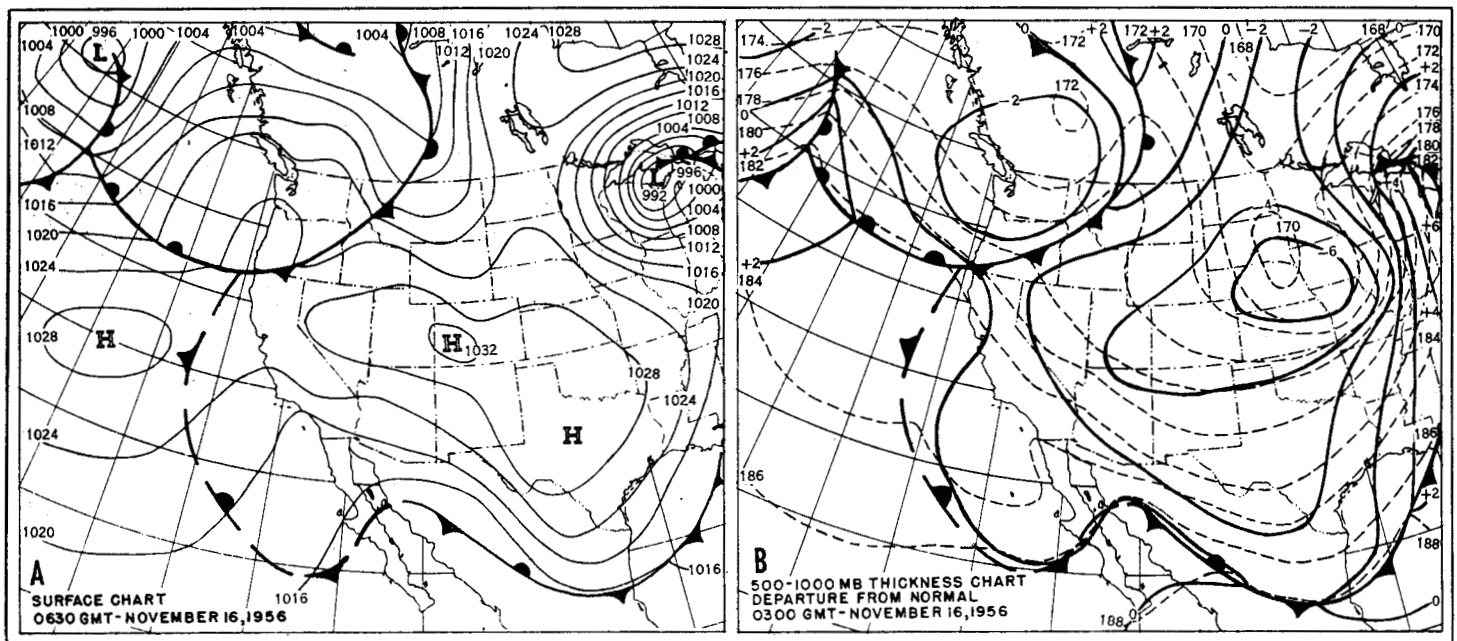 1004 1000 996 1000 1004 1004 1004 1008 1016 1024 1028
1004 1012 1020 1028
L 1024
1020
1008 1016
1012
1012 1008
1004
1016 996
L 1000
992
1004
1020 1008
1012
1024 1016
1020
1028 H H 1032
1028
1024
1024 H
1020
1016
1016
A
SURFACE CHART
0630 GMT-NOVEMBER 16, 1956
174 -2 0 -172 172 +2 170 0 168 -2 -2 168 0 170
176 172
178 172 +2
0 -2 174
180 176
+2 178
182 180
182
-4
+6
+2 170
184 -6
+4
184
186
186
+2
188
B
500-1000 MB THICKNESS CHART
DEPARTURE FROM NORMAL
0300 GMT-NOVEMBER 16, 1956
188 0 0